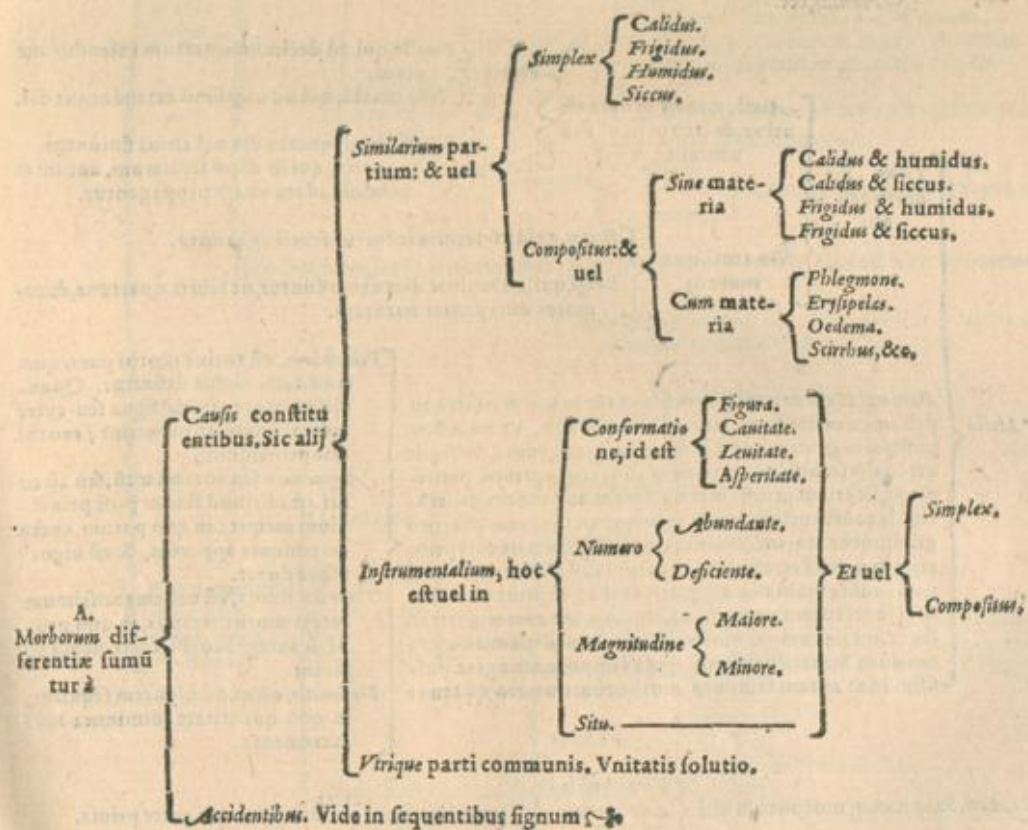 A.
Morborum dif-
ferentiæ sumũ
tur à
Causis constitu
entibus. Sic alij
Similarium par-
tium: & uel
Simplex
Calidus.
Frigidus.
Humidus.
Siccus.
Compositus: &
uel
Sine mate-
ria
Calidus & humidus.
Calidus & siccus.
Frigidus & humidus.
Frigidus & siccus.
Cum mate-
ria
Phlegmone.
Erysipelas.
Oedema.
Scirrhus, &c.
Instrumentalium, hoc
est uel in
Conformatio
ne, id est
Figura.
Cauitate.
Leuitate.
Asperitate.
Numero
Abundante.
Deficiente.
Magnitudine
Maiore.
Minore.
Situ.
Et uel
Simplex.
Compositus.
Vtrique parti communis. Vnitatis solutio.
Accidentibus. Vide in sequentibus signum